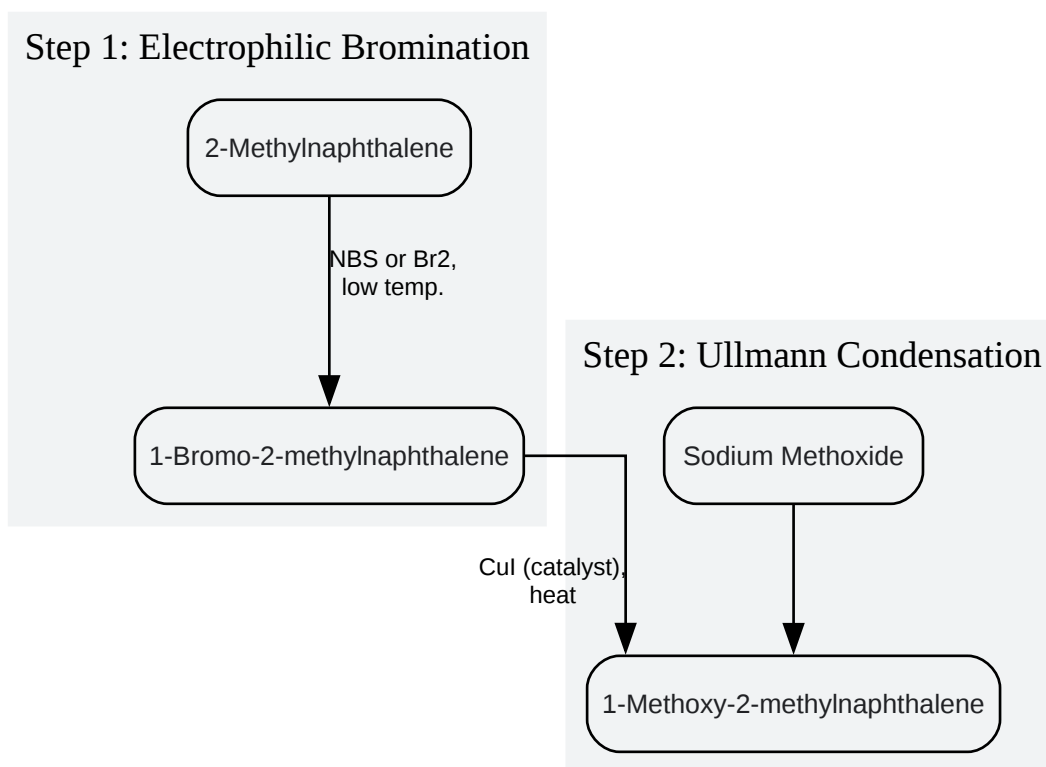 Step 1: Electrophilic Bromination
2-Methylnaphthalene
NBS or Br2,
low temp.
1-Bromo-2-methylnaphthalene
Step 2: Ullmann Condensation
Sodium Methoxide
CuI (catalyst),
heat
1-Methoxy-2-methylnaphthalene